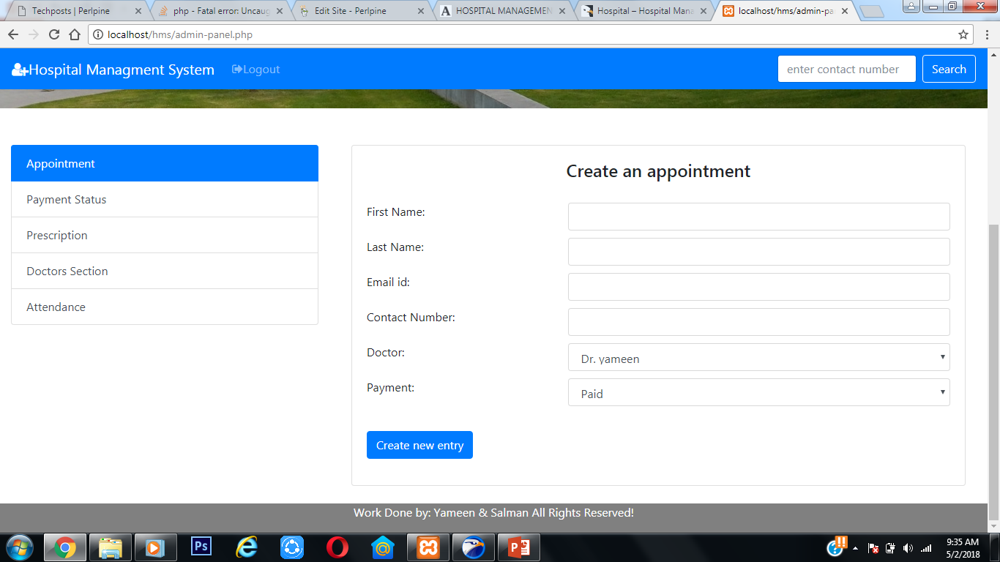 Techposts | Perlpine
php - Fatal error: Uncaug
Edit Site - Perlpine
HOSPITAL MANAGEMEN
Hospital – Hospital Mana
localhost/hms/admin-pa
localhost/hms/admin-panel.php
Hospital Managment System
Logout
enter contact number
Search
Appointment
Payment Status
Prescription
Doctors Section
Attendance
Create an appointment
First Name:
Last Name:
Email id:
Contact Number:
Doctor:
Dr. yameen
Payment:
Paid
Create new entry
Work Done by: Yameen & Salman All Rights Reserved!
Ps
9:35 AM
5/2/2018